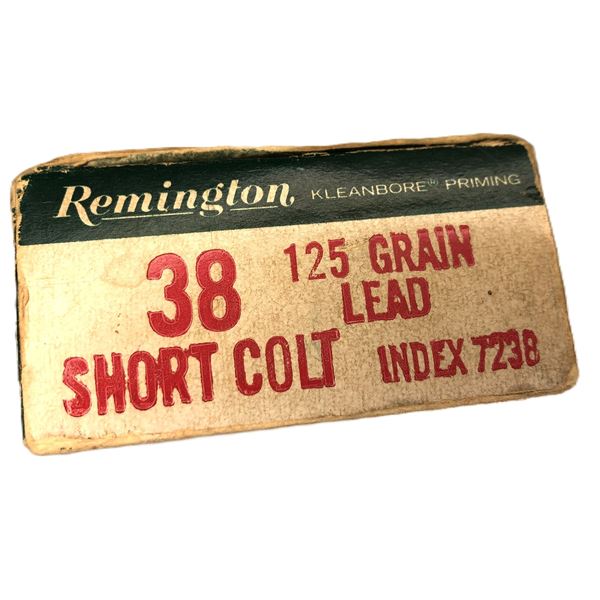 Remington KLEANBORE® PRIMING
38 125 GRAIN
LEAD
SHORT COLT INDEX 7238